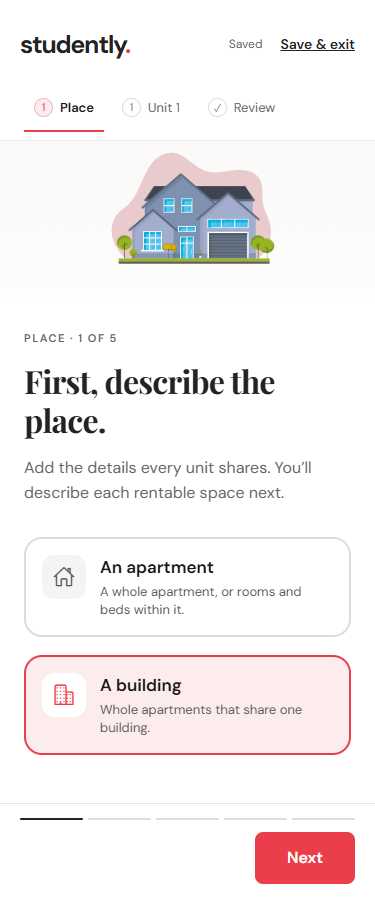 studently.
Saved
Save & exit
1 Place
1 Unit 1
✓ Review
PLACE · 1 OF 5
First, describe the
place.
Add the details every unit shares. You’ll
describe each rentable space next.
An apartment
A whole apartment, or rooms and
beds within it.
A building
Whole apartments that share one
building.
Next